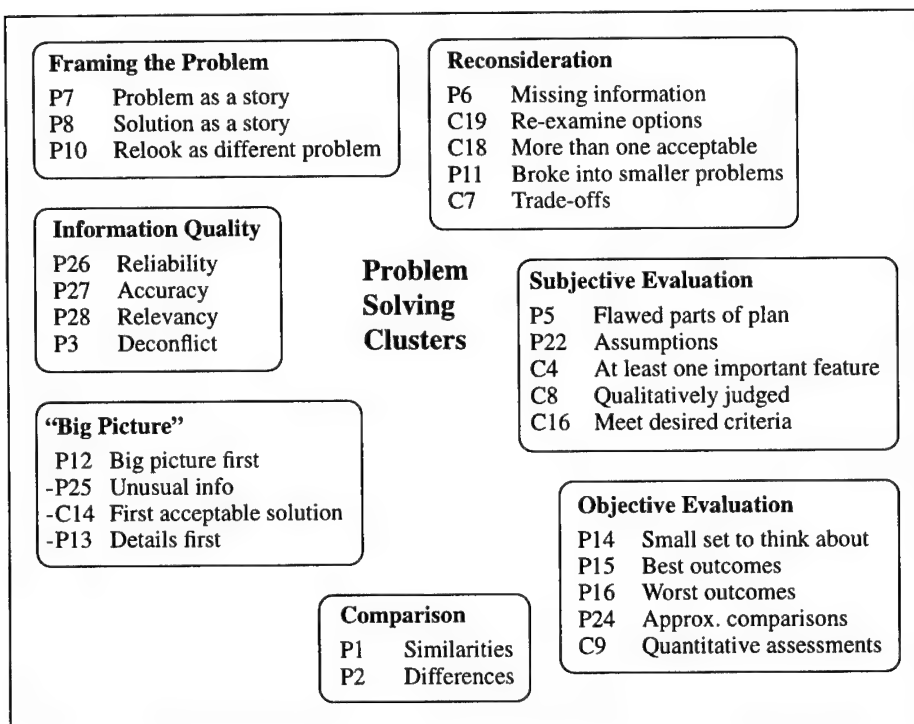 Framing the Problem
P7 Problem as a story
P8 Solution as a story
P10 Relook as different problem
Reconsideration
P6 Missing information
C19 Re-examine options
C18 More than one acceptable
P11 Broke into smaller problems
C7 Trade-offs
Information Quality
P26 Reliability
P27 Accuracy
P28 Relevancy
P3 Deconflict
Problem
Solving
Clusters
Subjective Evaluation
P5 Flawed parts of plan
P22 Assumptions
C4 At least one important feature
C8 Qualitatively judged
C16 Meet desired criteria
“Big Picture”
P12 Big picture first
-P25 Unusual info
-C14 First acceptable solution
-P13 Details first
Objective Evaluation
P14 Small set to think about
P15 Best outcomes
P16 Worst outcomes
P24 Approx. comparisons
C9 Quantitative assessments
Comparison
P1 Similarities
P2 Differences